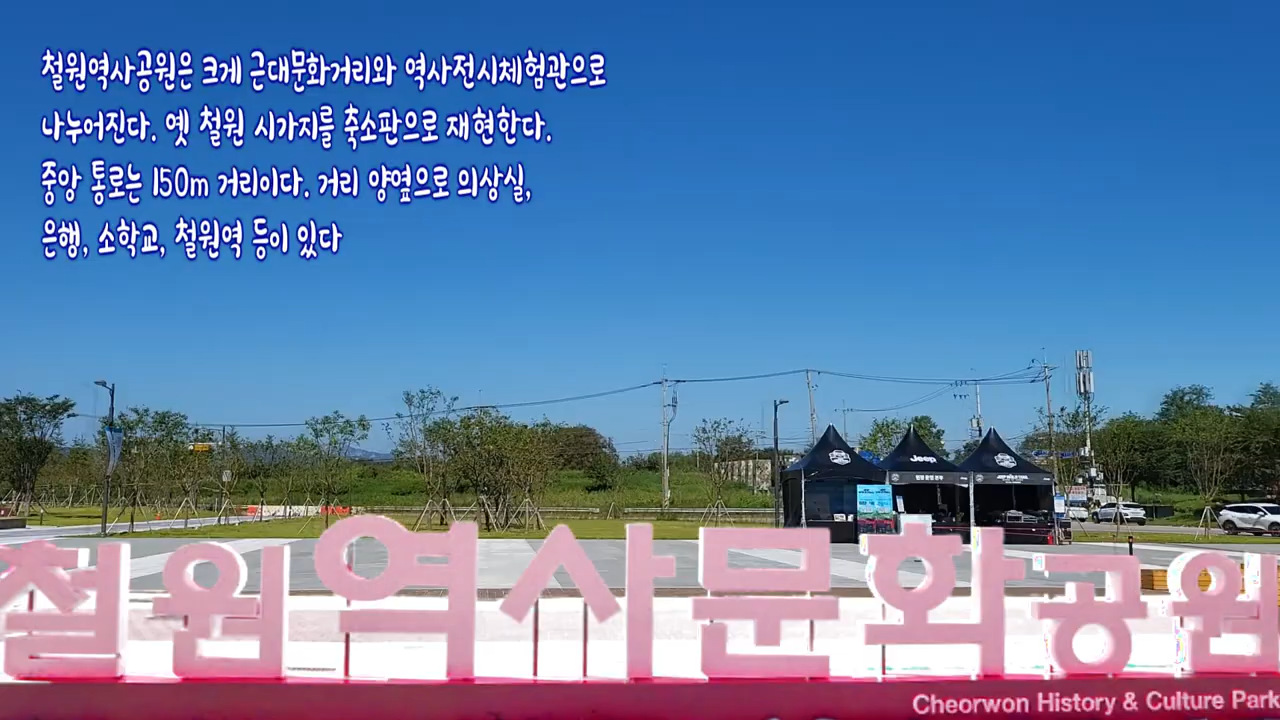 철원역사공원은 크게 근대문화거리와 역사전시체험관으로
나누어진다. 옛 철원 시가지를 축소판으로 재현한다.
중앙 통로는 150m 거리이다. 거리 양옆으로 의상실,
은행, 소학교, 철원역 등이 있다
Jeep
철원역사문화공원
Cheorwon History & Culture Park